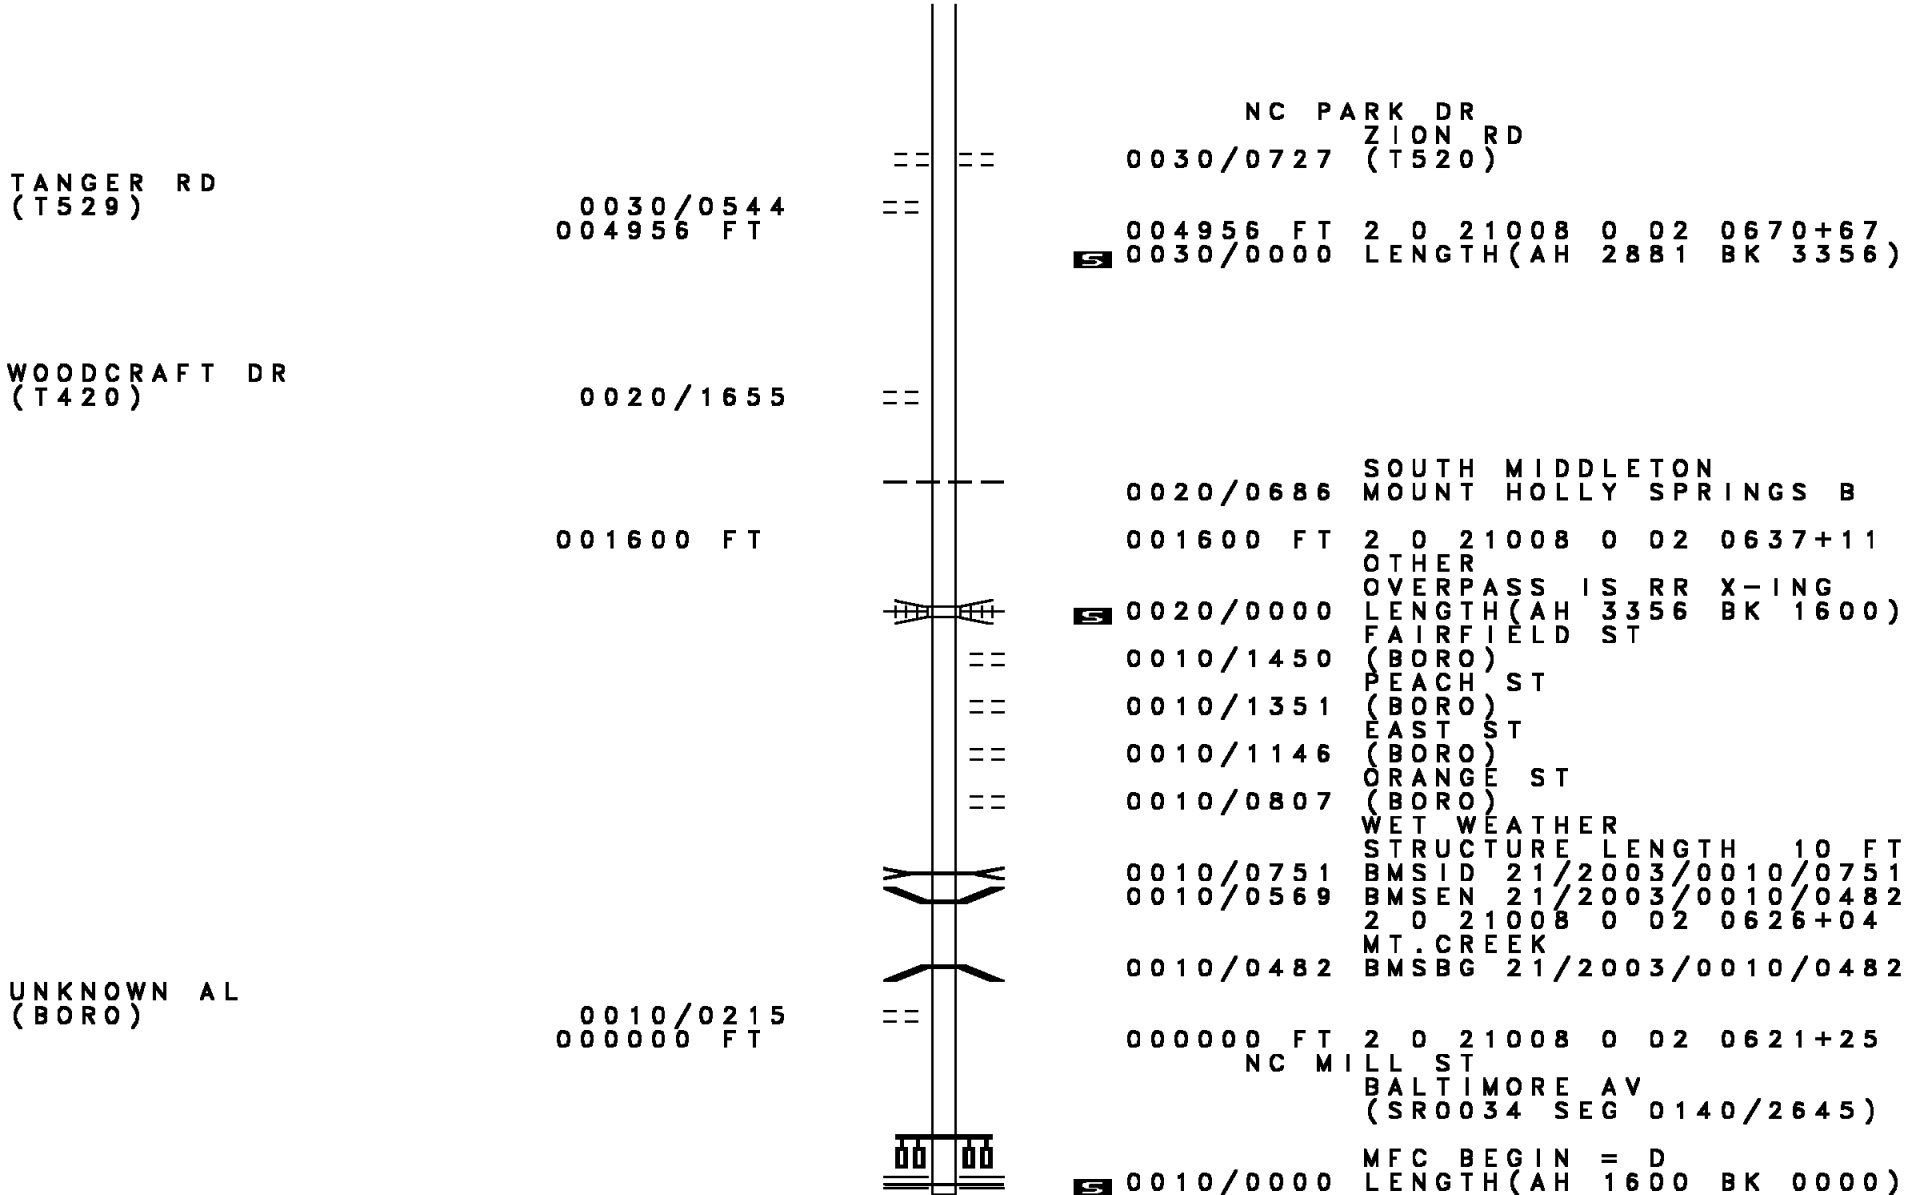 NC PARK DR
ZION RD
0030/0727 (T520)
TANGER RD
(T529) 0030/0544
004956 FT 004956 FT 2 0 21008 0 02 0670+67
S 0030/0000 LENGTH(AH 2881 BK 3356)
WOODCRAFT DR
(T420) 0020/1655
SOUTH MIDDLETON
0020/0686 MOUNT HOLLY SPRINGS B
001600 FT 001600 FT 2 0 21008 0 02 0637+11
OTHER
OVERPASS IS RR X-ING
S 0020/0000 LENGTH(AH 3356 BK 1600)
FAIRFIELD ST
0010/1450 (BORO)
PEACH ST
0010/1351 (BORO)
EAST ST
0010/1146 (BORO)
ORANGE ST
0010/0807 (BORO)
WET WEATHER
STRUCTURE LENGTH 10 FT
0010/0751 BMSID 21/2003/0010/0751
0010/0569 BMSEN 21/2003/0010/0482
2 0 21008 0 02 0626+04
MT.CREEK
0010/0482 BMSBG 21/2003/0010/0482
UNKNOWN AL
(BORO) 0010/0215
000000 FT 000000 FT 2 0 21008 0 02 0621+25
NC MILL ST
BALTIMORE AV
(SR0034 SEG 0140/2645)
MFC BEGIN = D
S 0010/0000 LENGTH(AH 1600 BK 0000)